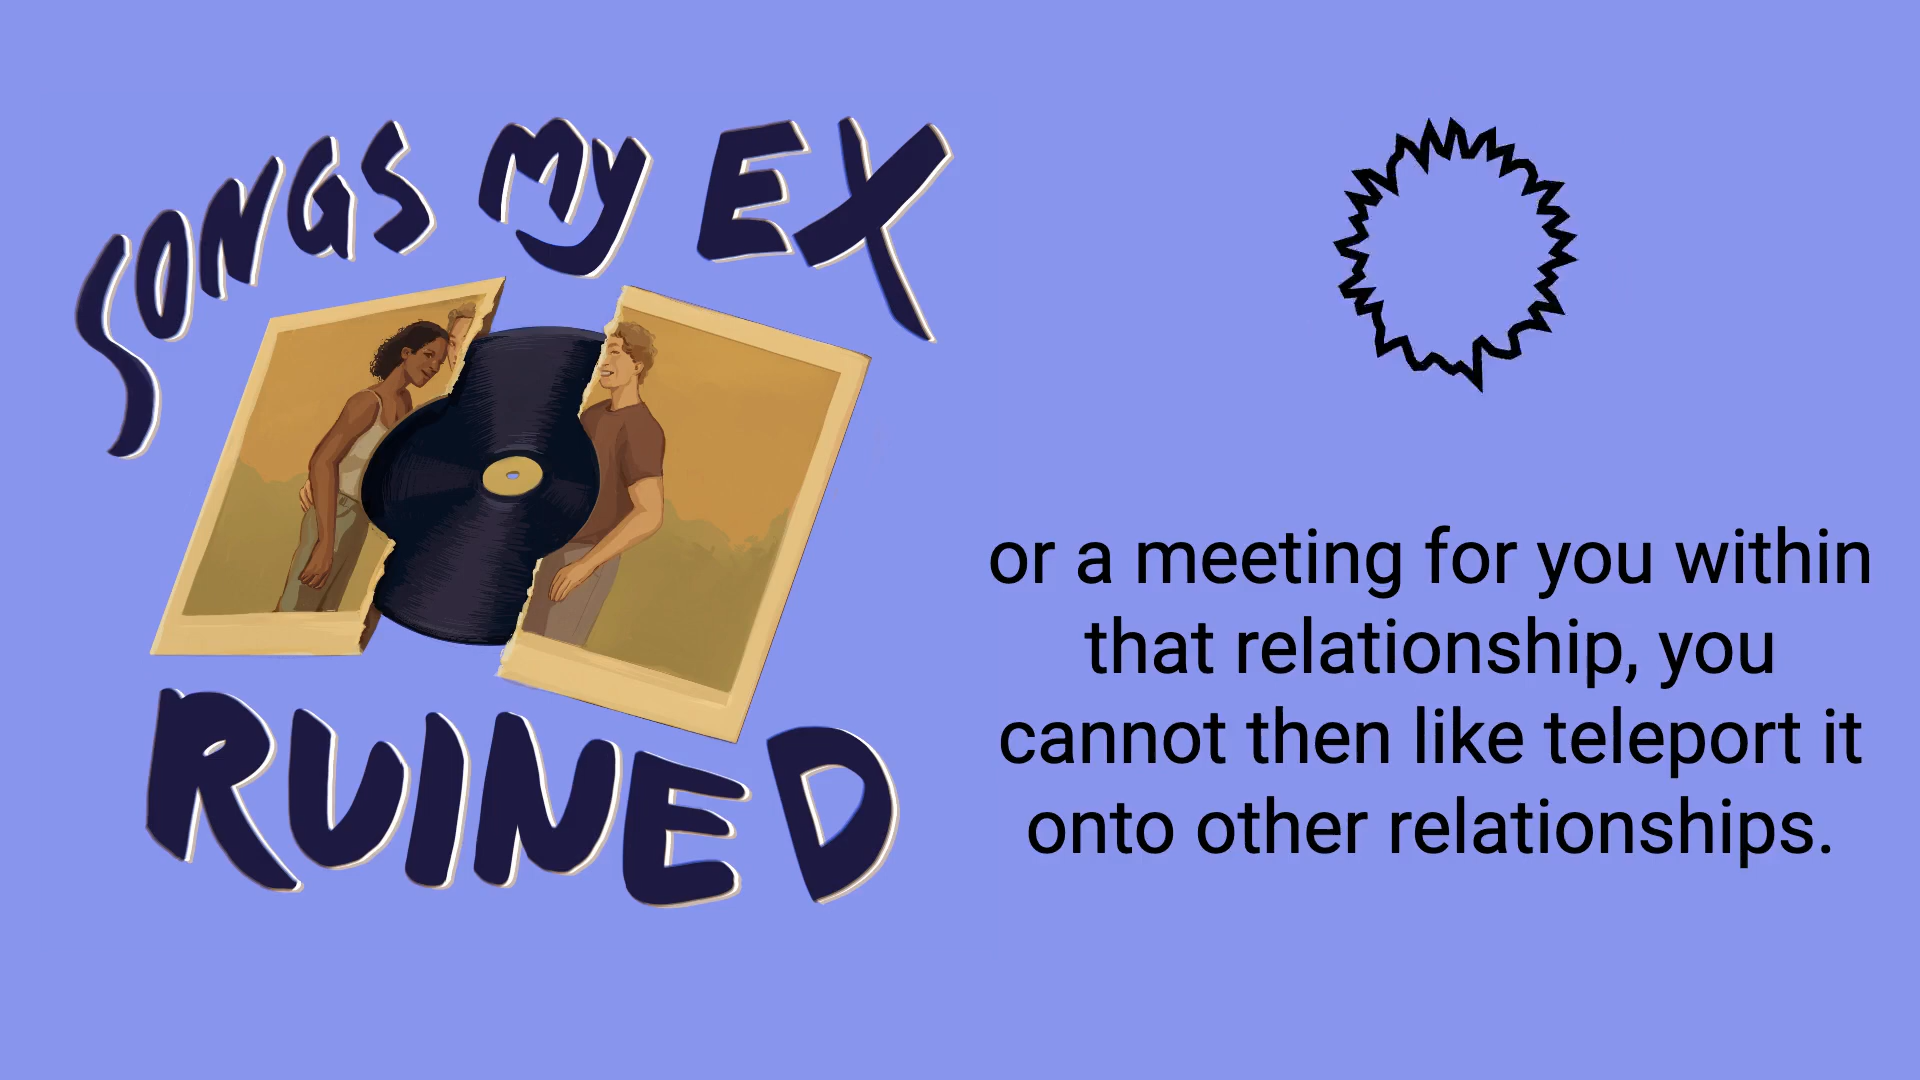 SONGS MY EX
RUINED
or a meeting for you within
that relationship, you
cannot then like teleport it
onto other relationships.